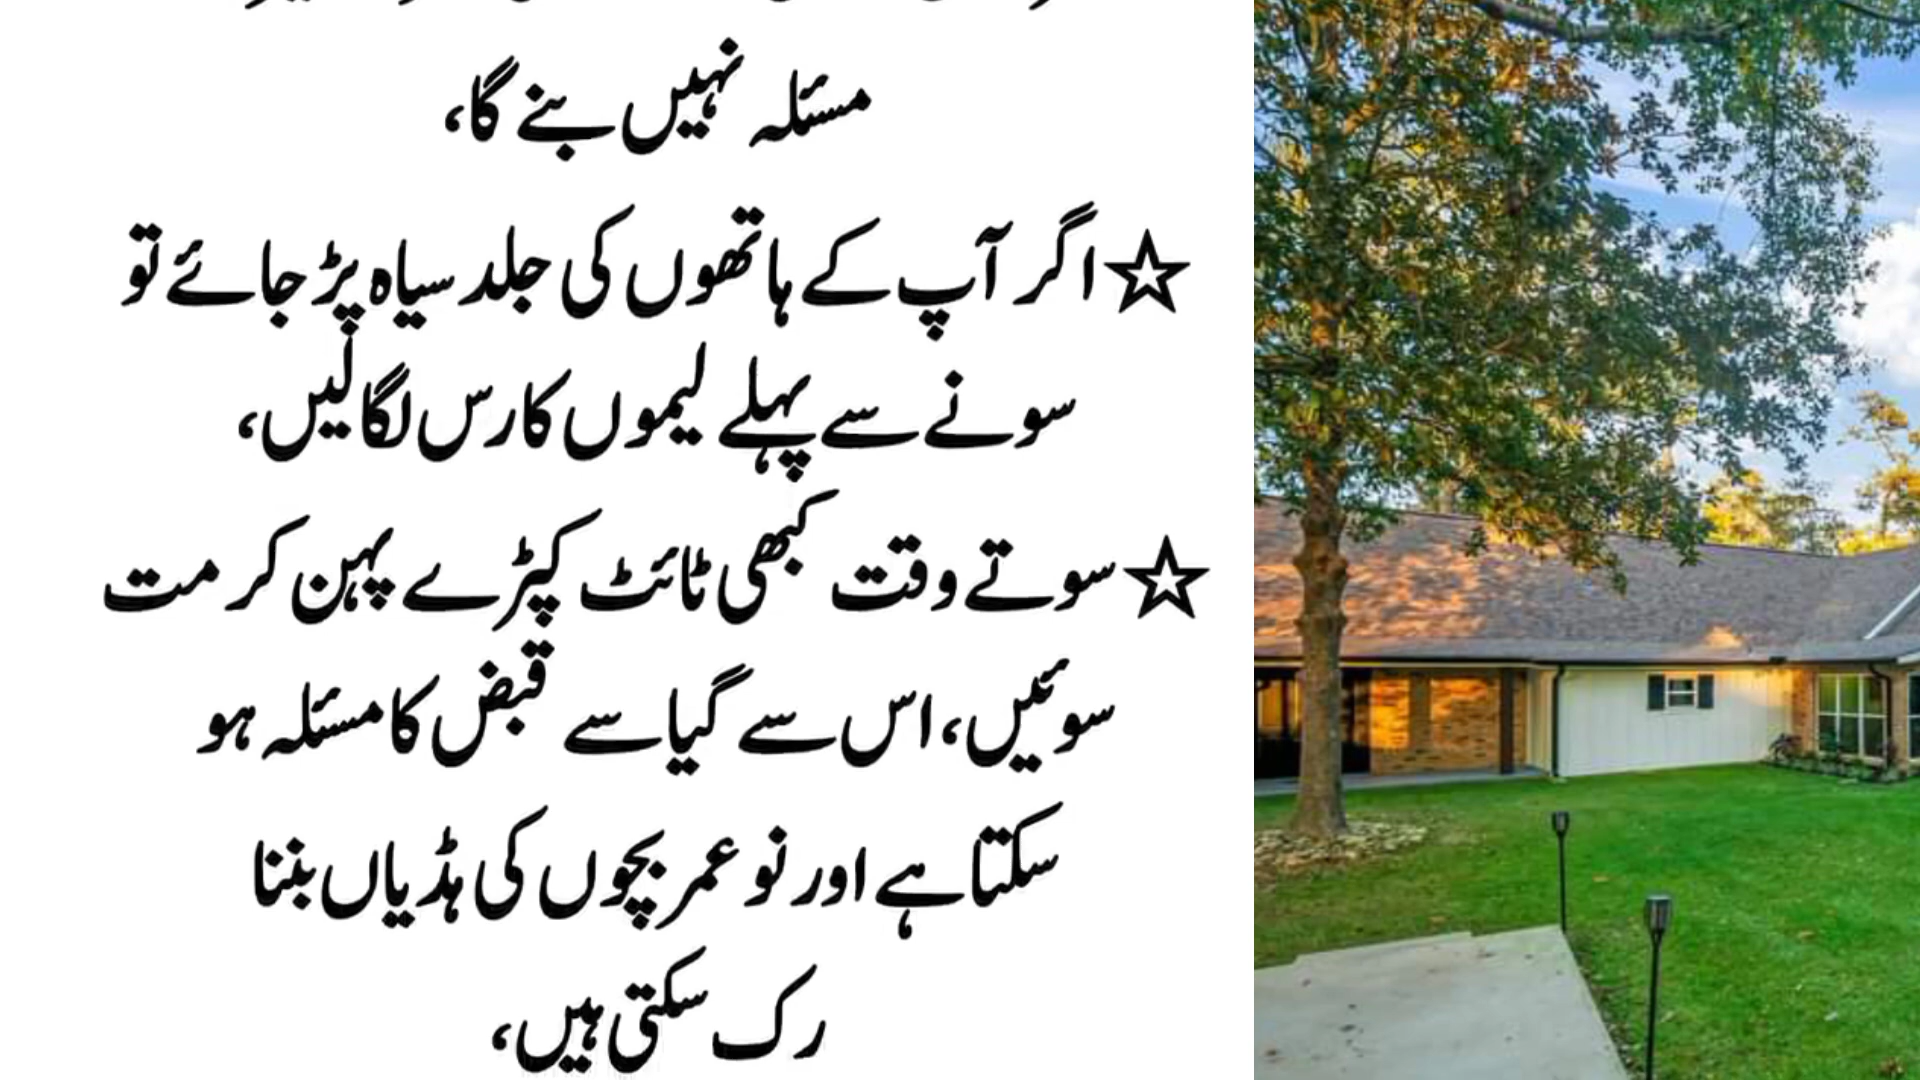 مسئلہ نہیں بنے گا،
☆اگر آپ کے ہاتھوں کی جلد سیاہ پڑ جائے تو
سونے سے پہلے لیموں کا رس لگا لیں،
☆سوتے وقت کبھی ٹائٹ کپڑے پہن کر مت
سوئیں، اس سے گیا سے قبض کا مسئلہ ہو
سکتا ہے اور نو عمر بچوں کی ہڈیاں بننا
رک سکتی ہیں،